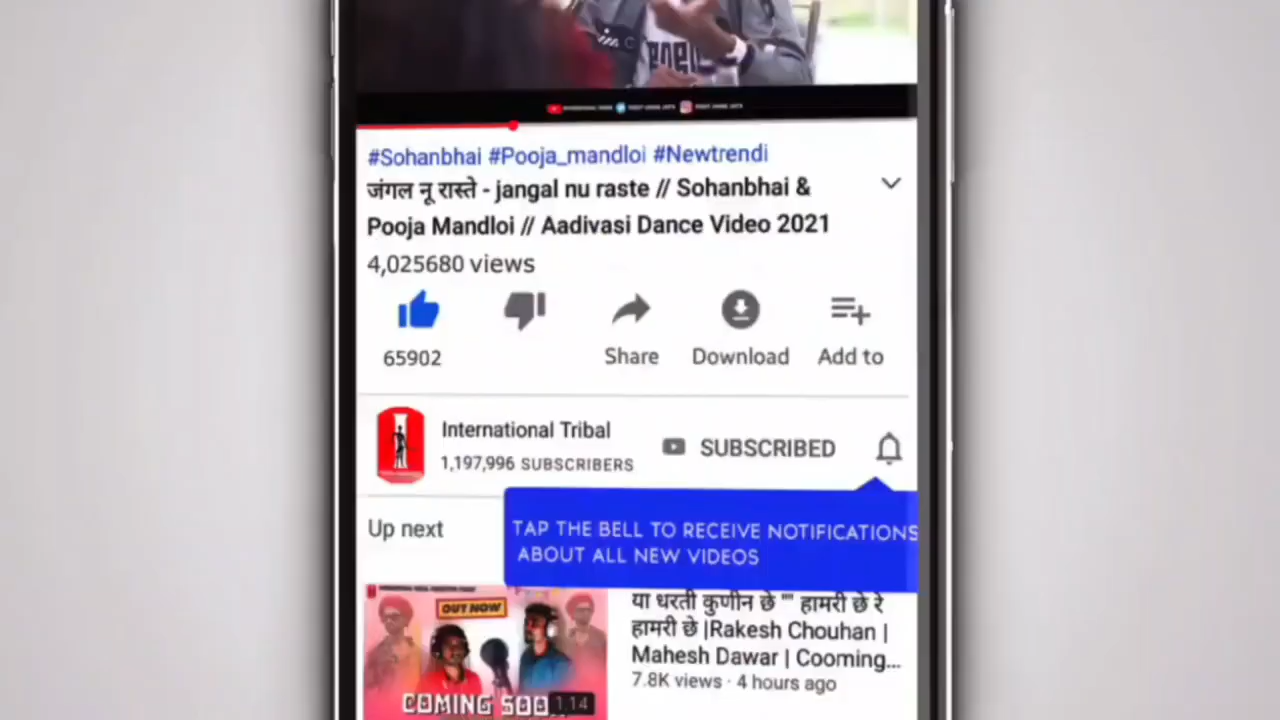 #Sohanbhai #Pooja_mandloi #Newtrendi
जंगल नू रास्ते - jangal nu raste // Sohanbhai &
Pooja Mandloi // Aadivasi Dance Video 2021
4,025680 views
65902
Share
Download
Add to
International Tribal
1,197,996 SUBSCRIBERS
SUBSCRIBED
Up next
TAP THE BELL TO RECEIVE NOTIFICATIONS
ABOUT ALL NEW VIDEOS
OUT NOW
COMING SOO
1:14
या धरती कुणीन छे "" हामरी छे रे
हामरी छे |Rakesh Chouhan |
Mahesh Dawar | Cooming...
7.8K views · 4 hours ago